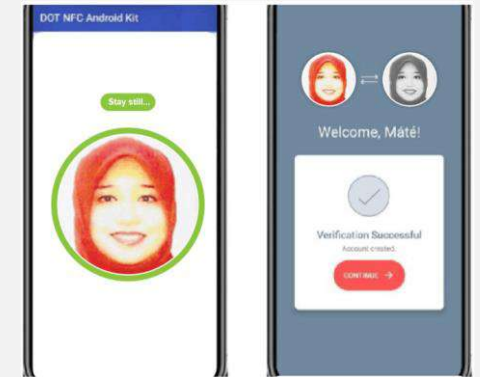 DOT NFC Android Kit
Stay still...
Welcome, Máté!
Verification Successful
Account created.
CONTINUE →